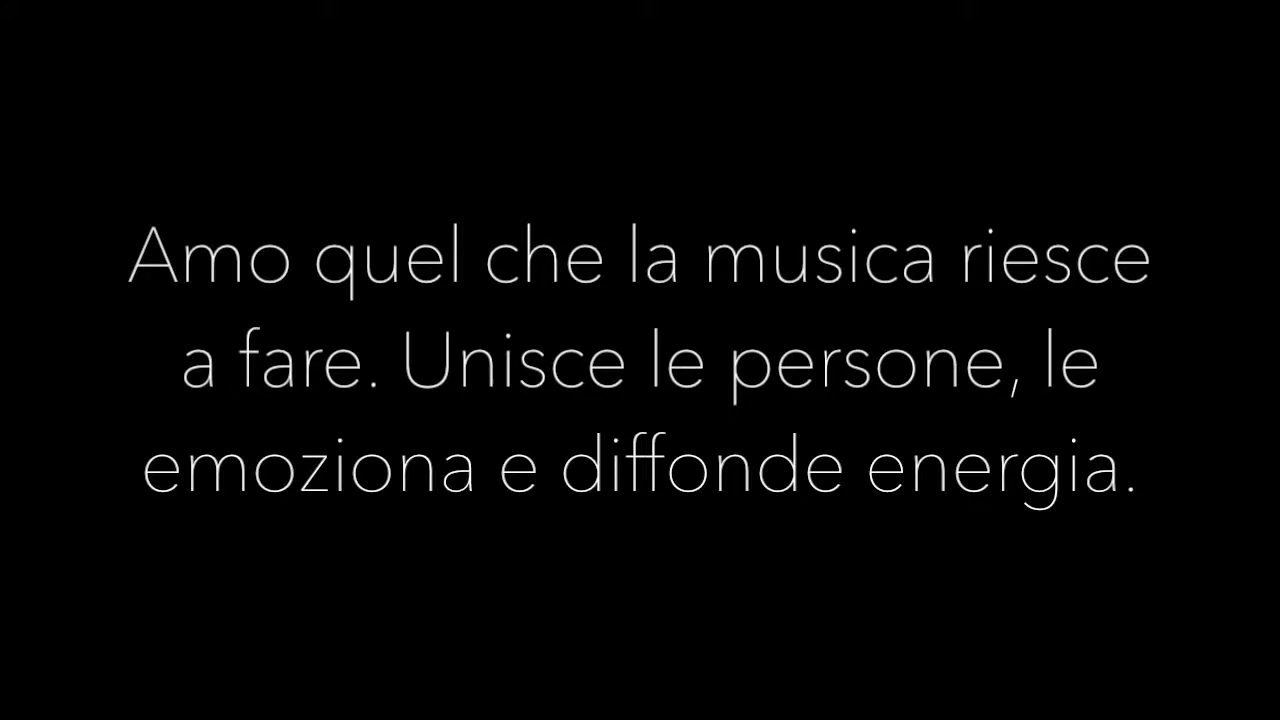 Amo quel che la musica riesce
a fare. Unisce le persone, le
emoziona e diffonde energia.